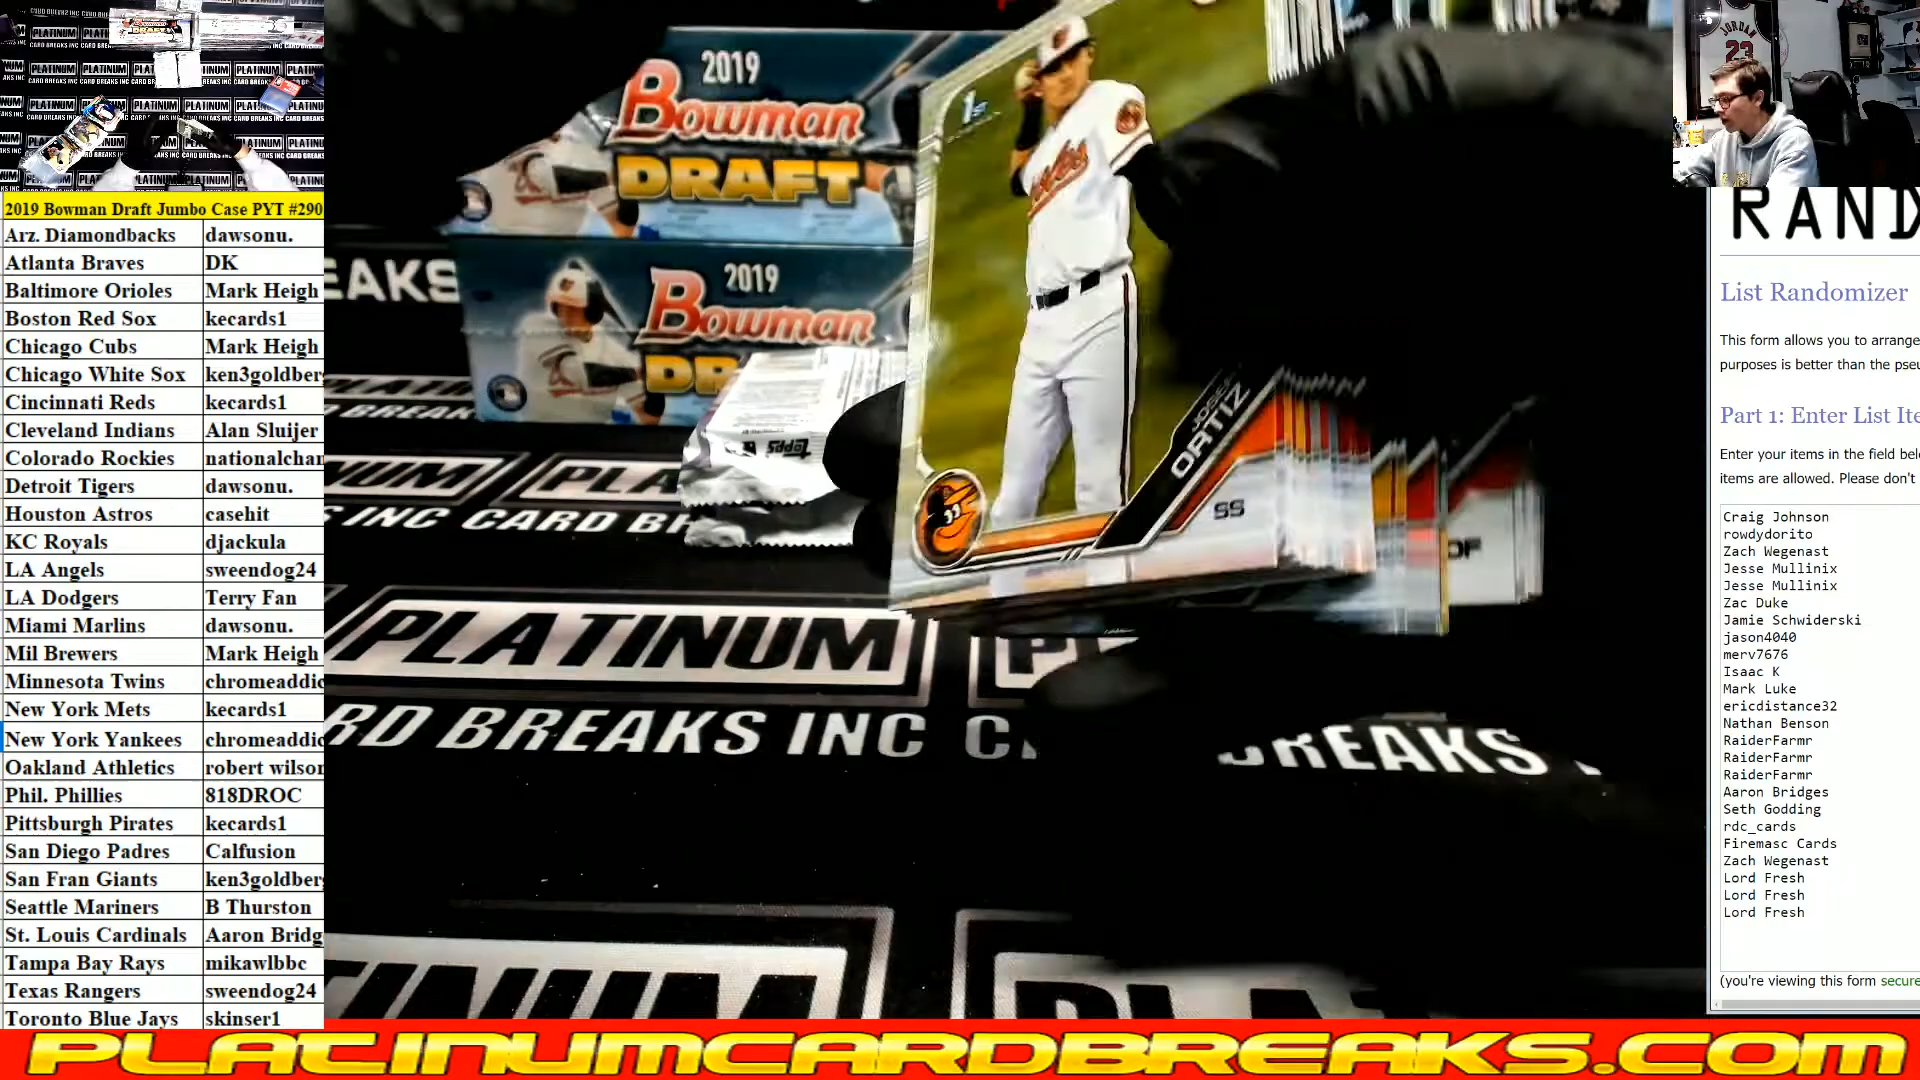 2019 Bowman Draft Jumbo Case PYT #290
Arz. Diamondbacks dawsonu.
Atlanta Braves DK
Baltimore Orioles Mark Heigh
Boston Red Sox kecards1
Chicago Cubs Mark Heigh
Chicago White Sox ken3goldber
Cincinnati Reds kecards1
Cleveland Indians Alan Sluijer
Colorado Rockies nationalchan
Detroit Tigers dawsonu.
Houston Astros casehit
KC Royals djackula
LA Angels sweendog24
LA Dodgers Terry Fan
Miami Marlins dawsonu.
Mil Brewers Mark Heigh
Minnesota Twins chromeaddic
New York Mets kecards1
New York Yankees chromeaddic
Oakland Athletics robert wilson
Phil. Phillies 818DROC
Pittsburgh Pirates kecards1
San Diego Padres Calfusion
San Fran Giants ken3goldber
Seattle Mariners B Thurston
St. Louis Cardinals Aaron Bridg
Tampa Bay Rays mikawlbbc
Texas Rangers sweendog24
Toronto Blue Jays skinser1
2019
Bowman
DRAFT
2019
Bowman
DR
EAKS
Topps
1st
Orioles
JOSE
ORTIZ
SS
OF
PLATINUM
RD BREAKS INC C
BREAKS
JORDAN
23
RAND
List Randomizer
This form allows you to arrange
purposes is better than the pseu
Part 1: Enter List Ite
Enter your items in the field bel
items are allowed. Please don't
Craig Johnson
rowdydorito
Zach Wegenast
Jesse Mullinix
Jesse Mullinix
Zac Duke
Jamie Schwiderski
jason4040
merv7676
Isaac K
Mark Luke
ericdistance32
Nathan Benson
RaiderFarmr
RaiderFarmr
RaiderFarmr
Aaron Bridges
Seth Godding
rdc_cards
Firemasc Cards
Zach Wegenast
Lord Fresh
Lord Fresh
Lord Fresh
(you're viewing this form secure
PLATINUMCARDBREAKS.COM